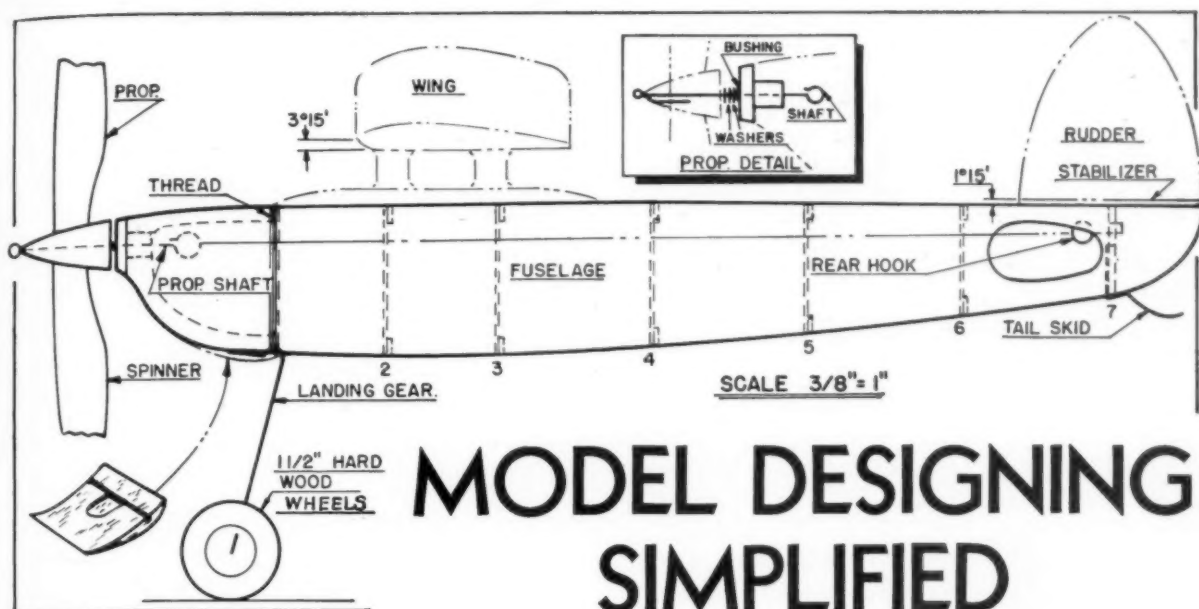 PROP.
WING
3°15'
BUSHING
SHAFT
WASHERS
PROP. DETAIL
RUDDER
STABILIZER
1°15'
THREAD
PROP. SHAFT
FUSELAGE
REAR HOOK
TAIL SKID
2
3
4
5
6
7
SPINNER
LANDING GEAR.
SCALE 3/8"=1"
1 1/2" HARD
WOOD
WHEELS
MODEL DESIGNING
SIMPLIFIED